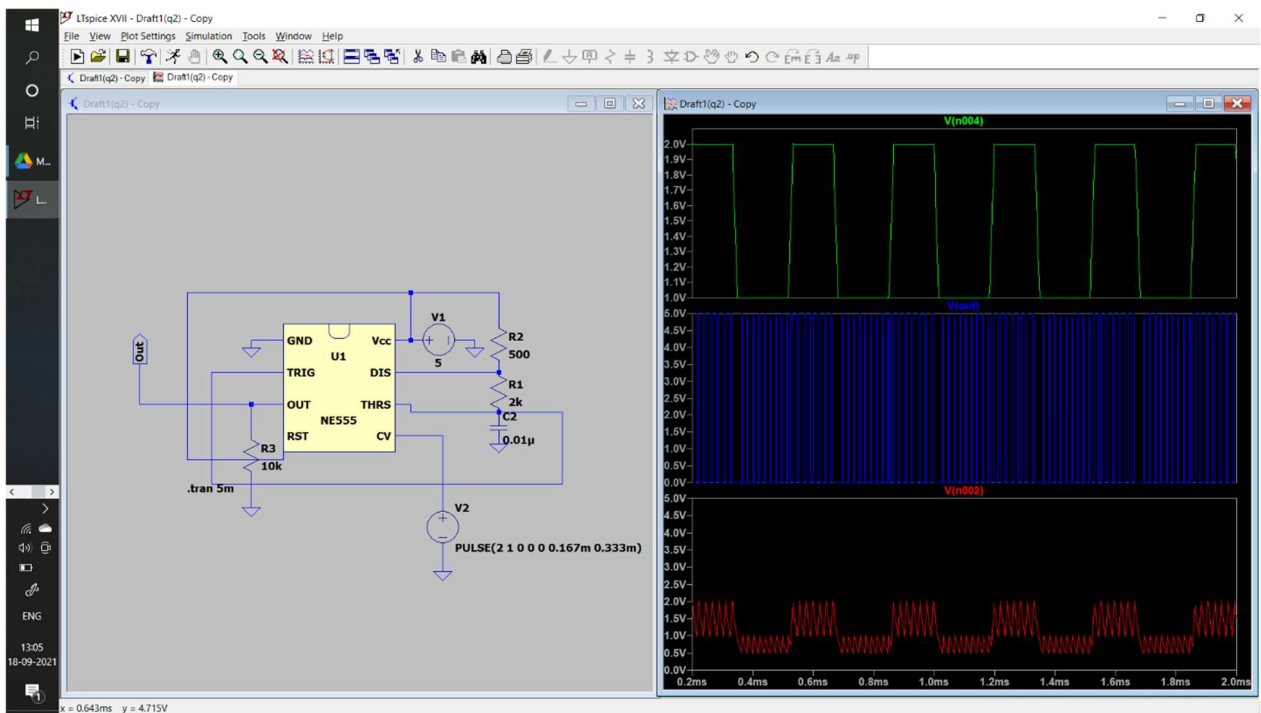 LTspice XVII - Draft1(q2) - Copy
File View Plot Settings Simulation Tools Window Help
Draft1(q2) - Copy Draft1(q2) - Copy
Draft1(q2) - Copy
V1
5
R2
500
GND
Vcc
U1
TRIG
DIS
R1
2k
OUT
THRS
NE555
C2
0.01µ
RST
CV
Out
R3
10k
.tran 5m
V2
PULSE(2 1 0 0 0 0.167m 0.333m)
Draft1(q2) - Copy
V(n004)
2.0V
1.9V
1.8V
1.7V
1.6V
1.5V
1.4V
1.3V
1.2V
1.1V
1.0V
V(out)
5.0V
4.5V
4.0V
3.5V
3.0V
2.5V
2.0V
1.5V
1.0V
0.5V
0.0V
V(n002)
5.0V
4.5V
4.0V
3.5V
3.0V
2.5V
2.0V
1.5V
1.0V
0.5V
0.0V
0.2ms 0.4ms 0.6ms 0.8ms 1.0ms 1.2ms 1.4ms 1.6ms 1.8ms 2.0ms
M...
L...
ENG
13:05
18-09-2021
x = 0.643ms y = 4.715V